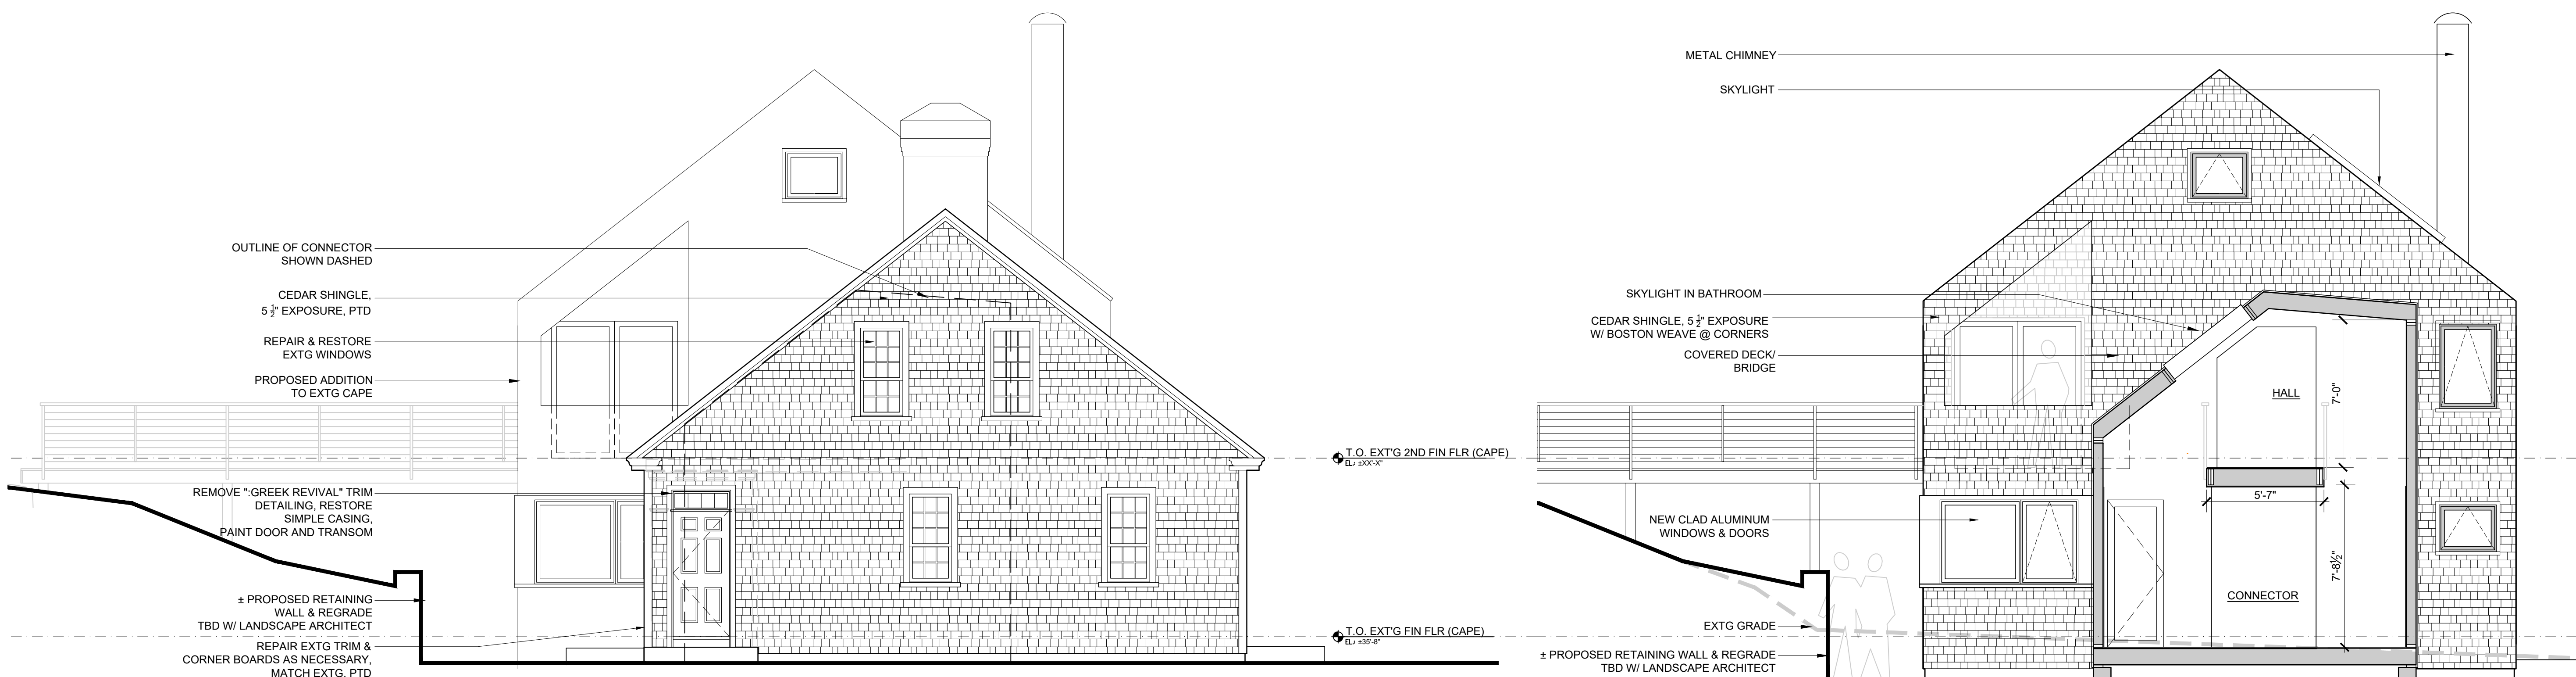 OUTLINE OF CONNECTOR
SHOWN DASHED
CEDAR SHINGLE,
5 ½" EXPOSURE, PTD
REPAIR & RESTORE
EXTG WINDOWS
PROPOSED ADDITION
TO EXTG CAPE
REMOVE ":GREEK REVIVAL" TRIM
DETAILING, RESTORE
SIMPLE CASING,
PAINT DOOR AND TRANSOM
± PROPOSED RETAINING
WALL & REGRADE
TBD W/ LANDSCAPE ARCHITECT
REPAIR EXTG TRIM &
CORNER BOARDS AS NECESSARY,
MATCH EXTG, PTD
T.O. EXT'G 2ND FIN FLR (CAPE)
EL: ±XX'-X"
T.O. EXT'G FIN FLR (CAPE)
EL: ±35'-8"
METAL CHIMNEY
SKYLIGHT
SKYLIGHT IN BATHROOM
CEDAR SHINGLE, 5 ½" EXPOSURE
W/ BOSTON WEAVE @ CORNERS
COVERED DECK/
BRIDGE
NEW CLAD ALUMINUM
WINDOWS & DOORS
EXTG GRADE
± PROPOSED RETAINING WALL & REGRADE
TBD W/ LANDSCAPE ARCHITECT
HALL
7'-0"
5'-7"
7'-8½"
CONNECTOR